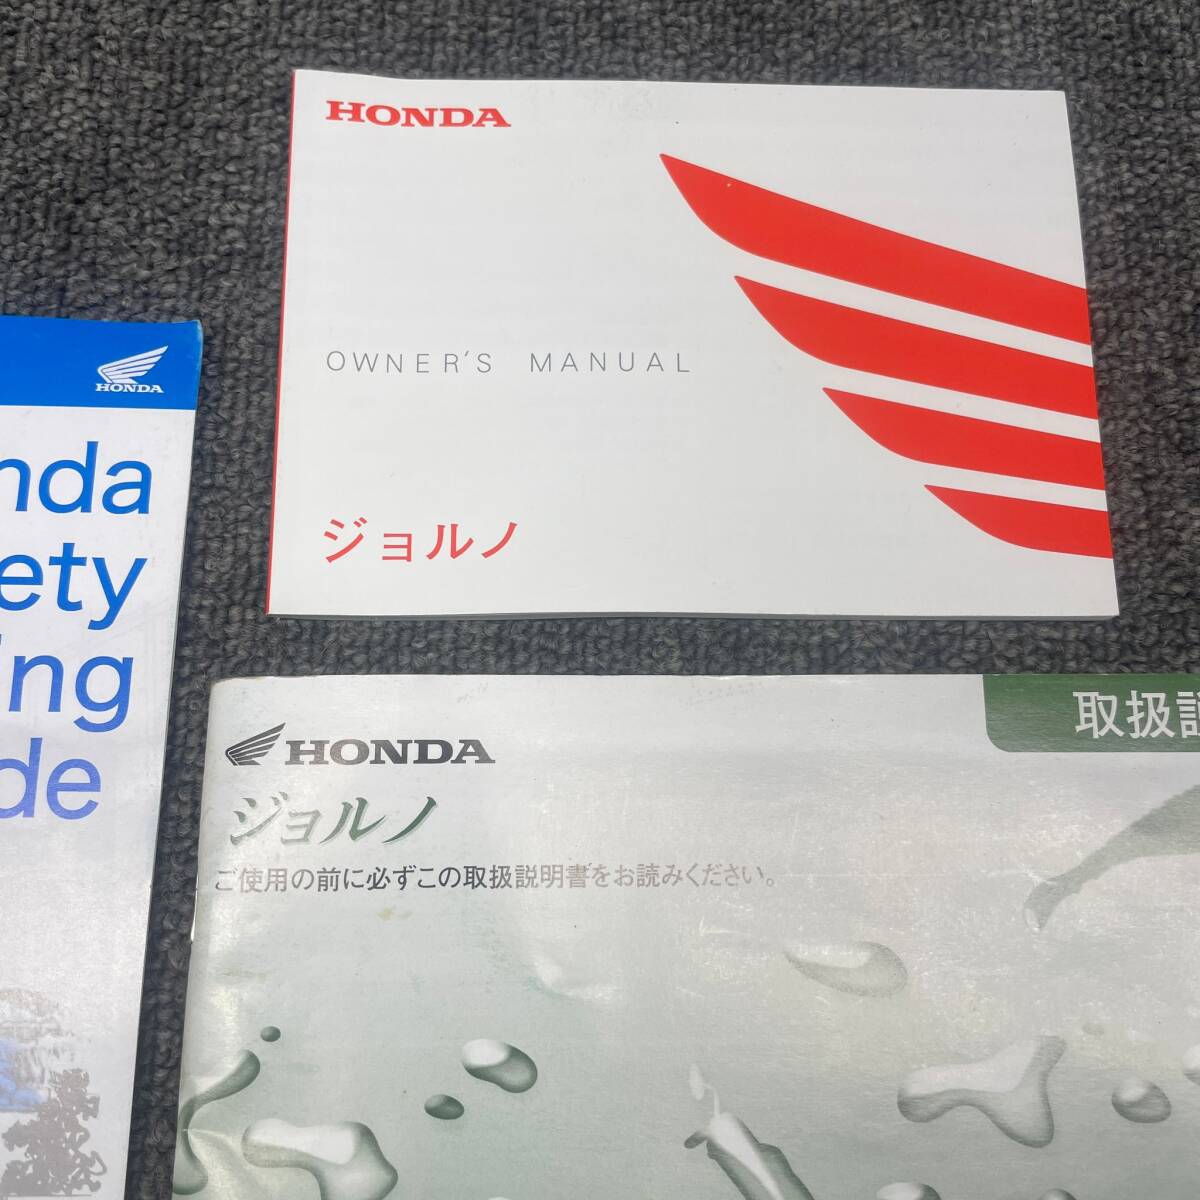 HONDA
OWNER'S MANUAL
ジョルノ
HONDA
nda
ety
ing
de
HONDA
取扱説
ジョルノ
ご使用の前に必ずこの取扱説明書をお読みください。